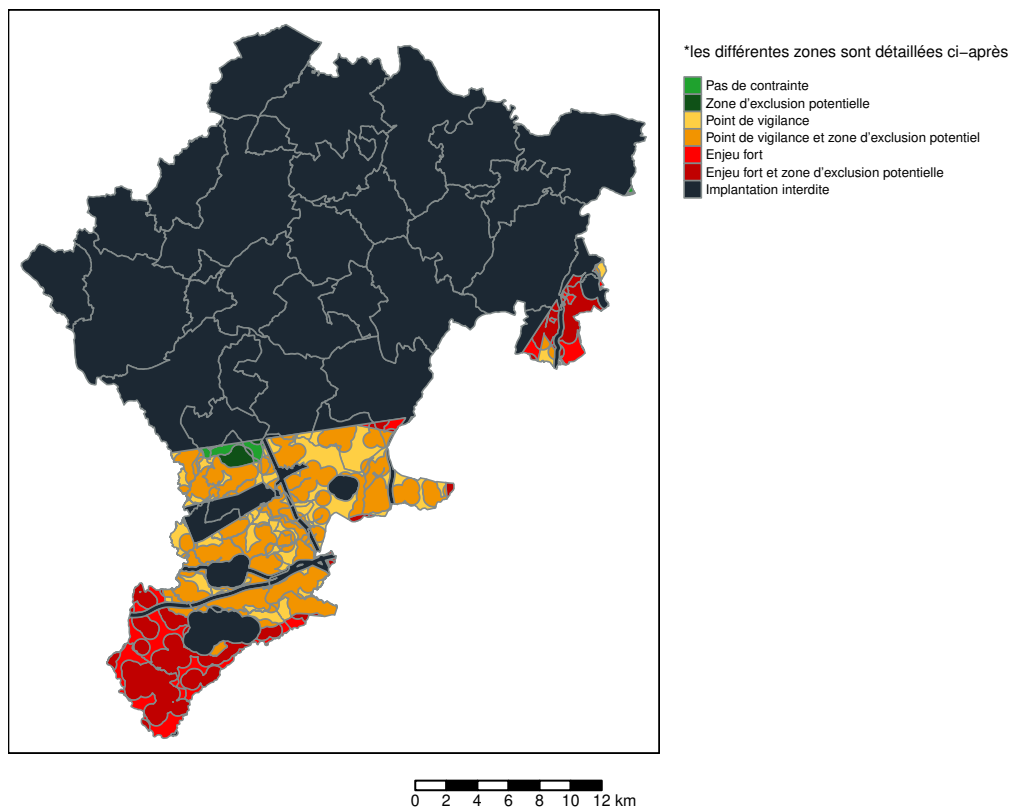 *les différentes zones sont détaillées ci−après
Pas de contrainte
Zone d'exclusion potentielle
Point de vigilance
Point de vigilance et zone d'exclusion potentiel
Enjeu fort
Enjeu fort et zone d'exclusion potentielle
Implantation interdite
0 2 4 6 8 10 12 km